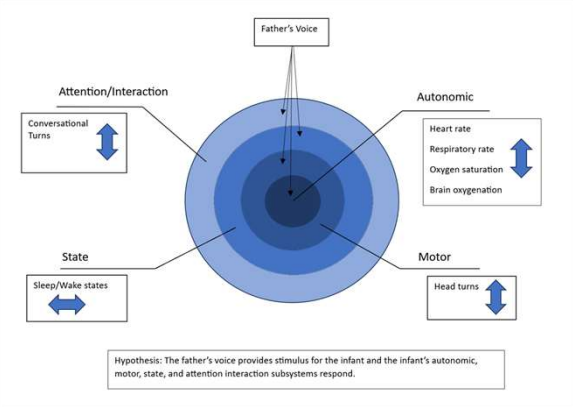 Father's Voice
Attention/Interaction
Conversational
Turns
Autonomic
Heart rate
Respiratory rate
Oxygen saturation
Brain oxygenation
State
Sleep/Wake states
Motor
Head turns
Hypothesis: The father's voice provides stimulus for the infant and the infant's autonomic,
motor, state, and attention interaction subsystems respond.